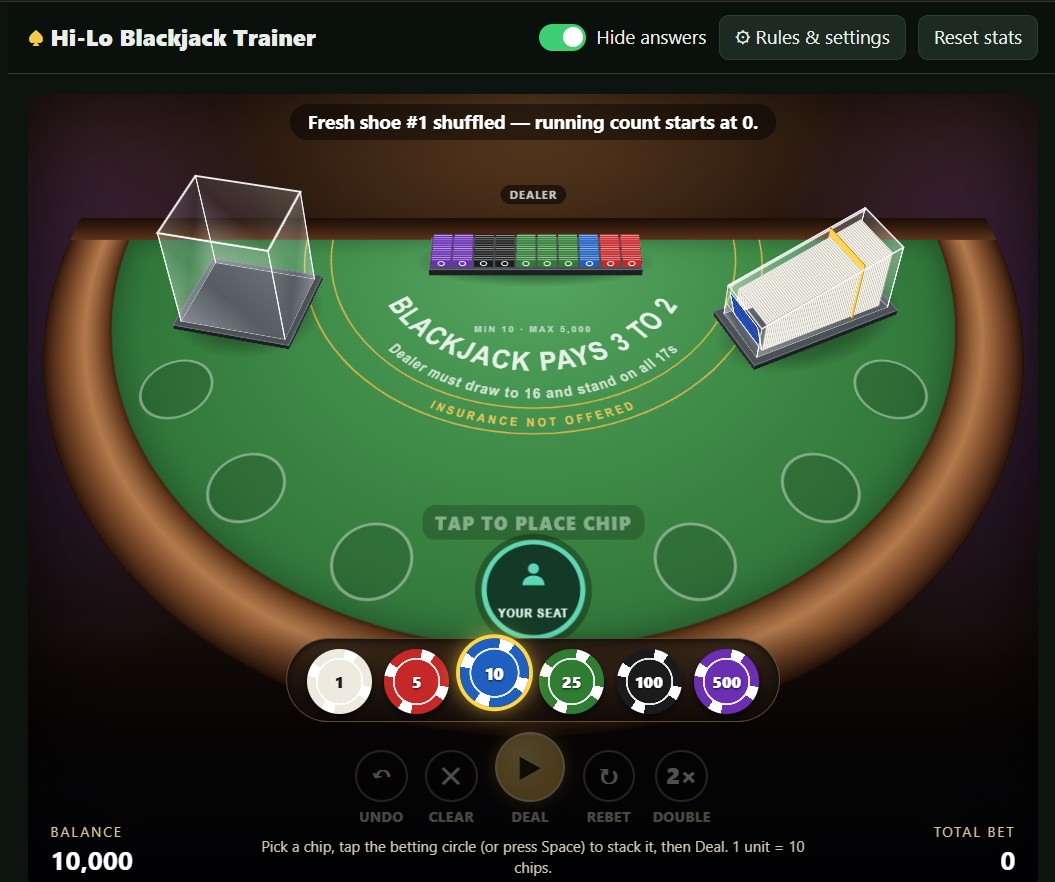 Hi-Lo Blackjack Trainer
Hide answers
⚙ Rules & settings
Reset stats
Fresh shoe #1 shuffled — running count starts at 0.
DEALER
MIN 10 - MAX 5,000
BLACKJACK PAYS 3 TO 2
Dealer must draw to 16 and stand on all 17s
INSURANCE NOT OFFERED
TAP TO PLACE CHIP
YOUR SEAT
1
5
10
25
100
500
2×
UNDO
CLEAR
DEAL
REBET
DOUBLE
BALANCE
10,000
Pick a chip, tap the betting circle (or press Space) to stack it, then Deal. 1 unit = 10
chips.
TOTAL BET
0